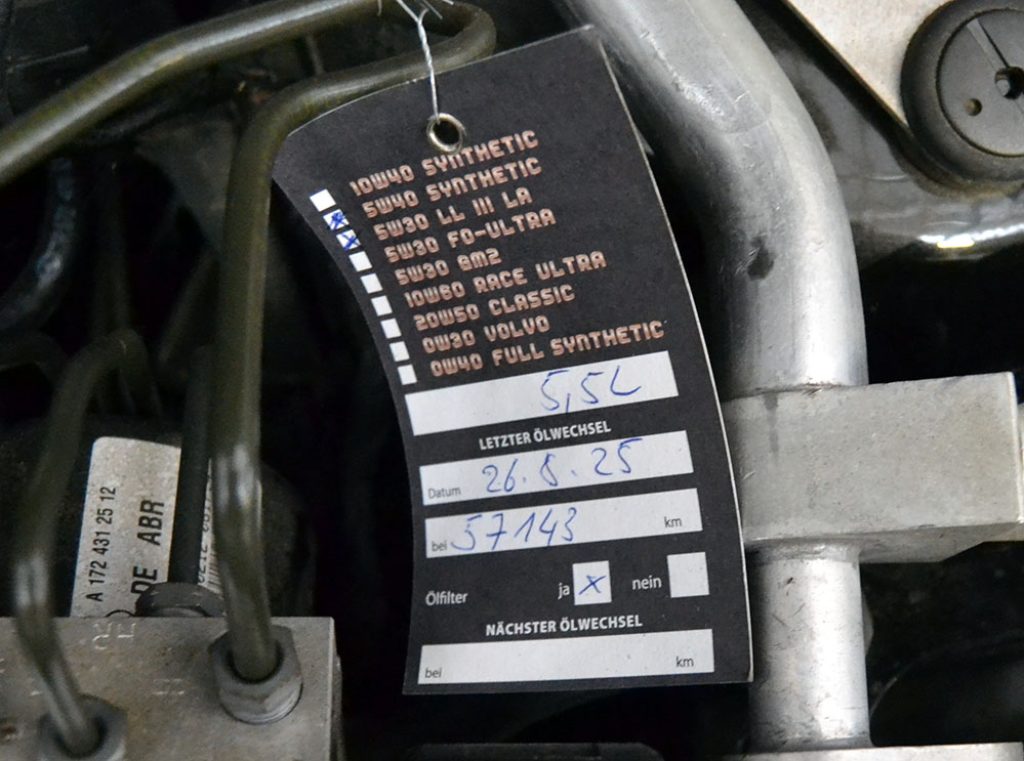 10W40 SYNTHETIC
5W40 SYNTHETIC
5W30 LL III LA
5W30 FO-ULTRA
5W30 GM2
10W60 RACE ULTRA
20W50 CLASSIC
0W30 VOLVO
0W40 FULL SYNTHETIC
5,5L
LETZTER ÖLWECHSEL
Datum 26.8.25
bei 57143 km
Ölfilter ja x nein
NÄCHSTER ÖLWECHSEL
bei km
A 172 431 25 12
DE ABR